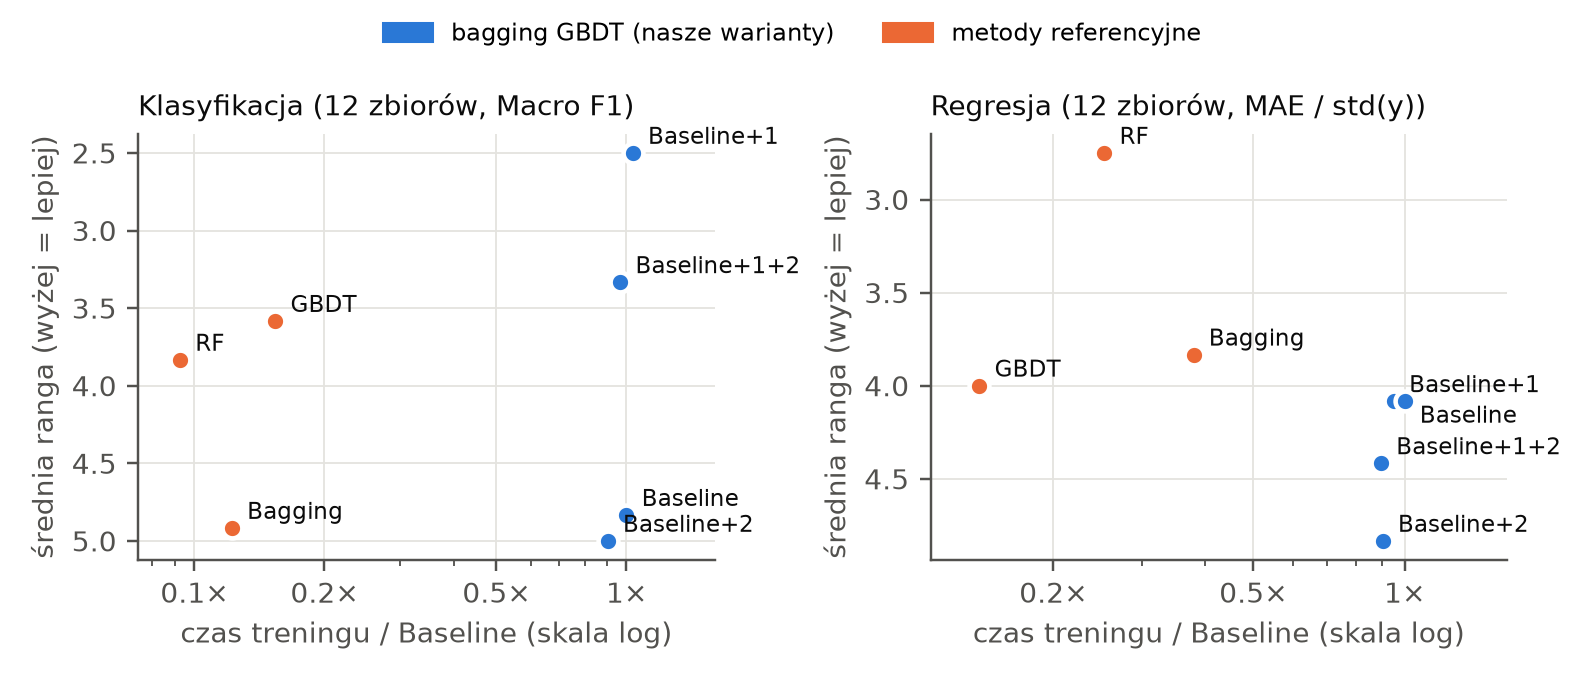 bagging GBDT (nasze warianty)
metody referencyjne
Klasyfikacja (12 zbiorów, Macro F1)
średnia ranga (wyżej = lepiej)
2.5
3.0
3.5
4.0
4.5
5.0
Baseline+1
Baseline+1+2
GBDT
RF
Bagging
Baseline
Baseline+2
0.1×
0.2×
0.5×
1×
czas treningu / Baseline (skala log)
Regresja (12 zbiorów, MAE / std(y))
średnia ranga (wyżej = lepiej)
3.0
3.5
4.0
4.5
RF
Bagging
GBDT
Baseline+1
Baseline
Baseline+1+2
Baseline+2
0.2×
0.5×
1×
czas treningu / Baseline (skala log)